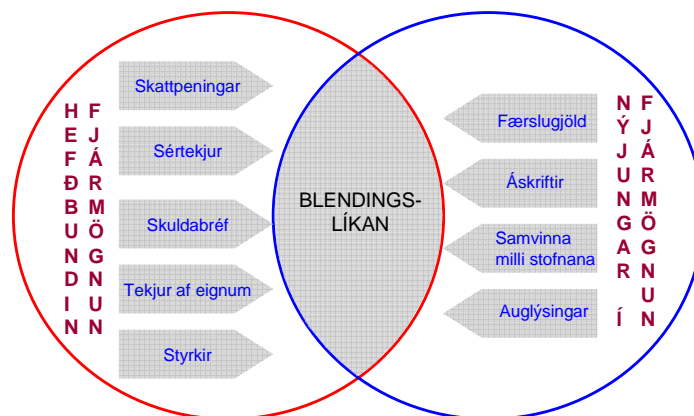 HEFÐBUNDIN
FJÁRMÖGNUN
Skattpeningar
Sértekjur
Skuldabréf
Tekjur af eignum
Styrkir
BLENDINGS-
LÍKAN
Færslugjöld
Áskriftir
Samvinna
milli stofnana
Auglýsingar
NÝJUNGAR Í
FJÁRMÖGNUN